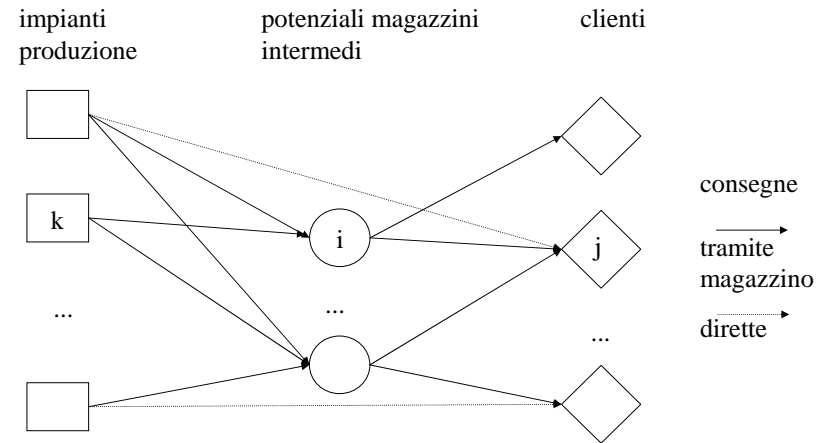 impianti
produzione
potenziali magazzini
intermedi
clienti
k
i
j
...
...
...
consegne
tramite
magazzino
dirette